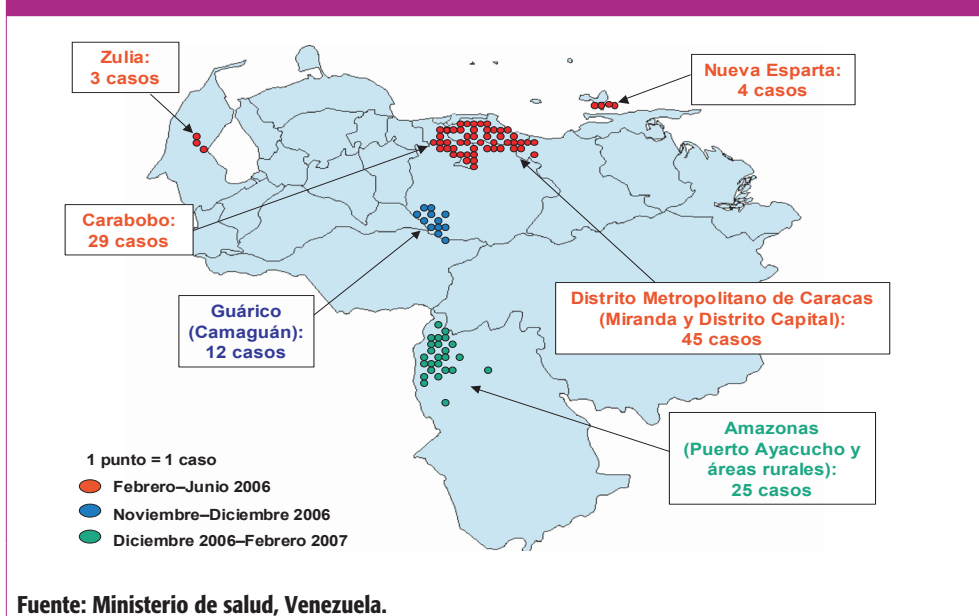 Zulia:
3 casos
Nueva Esparta:
4 casos
Carabobo:
29 casos
Guárico
(Camaguán):
12 casos
Distrito Metropolitano de Caracas
(Miranda y Distrito Capital):
45 casos
Amazonas
(Puerto Ayacucho y
áreas rurales):
25 casos
1 punto = 1 caso
Febrero–Junio 2006
Noviembre–Diciembre 2006
Diciembre 2006–Febrero 2007
Fuente: Ministerio de salud, Venezuela.